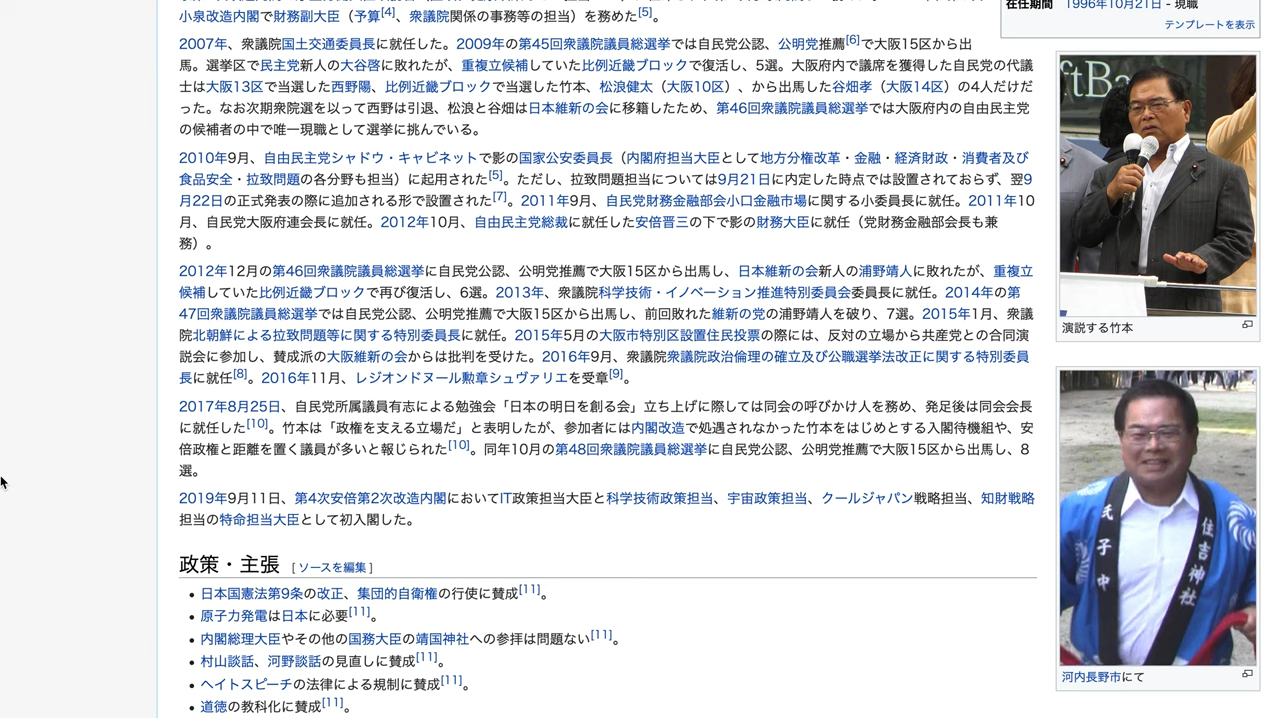 小泉改造内閣で財務副大臣（予算[4]、衆議院関係の事務等の担当）を務めた[5]。
2007年、衆議院国土交通委員長に就任した。2009年の第45回衆議院議員総選挙では自民党公認、公明党推薦[6]で大阪15区から出
馬。選挙区で民主党新人の大谷啓に敗れたが、重複立候補していた比例近畿ブロックで復活し、5選。大阪府内で議席を獲得した自民党の代議
士は大阪13区で当選した西野陽、比例近畿ブロックで当選した竹本、松浪健太（大阪10区）、から出馬した谷畑孝（大阪14区）の4人だけだ
った。なお次期衆院選を以って西野は引退、松浪と谷畑は日本維新の会に移籍したため、第46回衆議院議員総選挙では大阪府内の自由民主党
の候補者の中で唯一現職として選挙に挑んでいる。
2010年9月、自由民主党シャドウ・キャビネットで影の国家公安委員長（内閣府担当大臣として地方分権改革・金融・経済財政・消費者及び
食品安全・拉致問題の各分野も担当）に起用された[5]。ただし、拉致問題担当については9月21日に内定した時点では設置されておらず、翌9
月22日の正式発表の際に追加される形で設置された[7]。2011年9月、自民党財務金融部会小口金融市場に関する小委員長に就任。2011年10
月、自民党大阪府連会長に就任。2012年10月、自由民主党総裁に就任した安倍晋三の下で影の財務大臣に就任（党財務金融部会長も兼
務）。
2012年12月の第46回衆議院議員総選挙に自民党公認、公明党推薦で大阪15区から出馬し、日本維新の会新人の浦野靖人に敗れたが、重複立
候補していた比例近畿ブロックで再び復活し、6選。2013年、衆議院科学技術・イノベーション推進特別委員会委員長に就任。2014年の第
47回衆議院議員総選挙では自民党公認、公明党推薦で大阪15区から出馬し、前回敗れた維新の党の浦野靖人を破り、7選。2015年1月、衆議
院北朝鮮による拉致問題等に関する特別委員長に就任。2015年5月の大阪市特別区設置住民投票の際には、反対の立場から共産党との合同演
説会に参加し、賛成派の大阪維新の会からは批判を受けた。2016年9月、衆議院衆議院政治倫理の確立及び公職選挙法改正に関する特別委員
長に就任[8]。2016年11月、レジオンドヌール勲章シュヴァリエを受章[9]。
2017年8月25日、自民党所属議員有志による勉強会「日本の明日を創る会」立ち上げに際しては同会の呼びかけ人を務め、発足後は同会会長
に就任した[10]。竹本は「政権を支える立場だ」と表明したが、参加者には内閣改造で処遇されなかった竹本をはじめとする入閣待機組や、安
倍政権と距離を置く議員が多いと報じられた[10]。同年10月の第48回衆議院議員総選挙に自民党公認、公明党推薦で大阪15区から出馬し、8
選。
2019年9月11日、第4次安倍第2次改造内閣においてIT政策担当大臣と科学技術政策担当、宇宙政策担当、クールジャパン戦略担当、知財戦略
担当の特命担当大臣として初入閣した。
政策・主張 [ ソースを編集 ]
• 日本国憲法第9条の改正、集団的自衛権の行使に賛成[11]。
• 原子力発電は日本に必要[11]。
• 内閣総理大臣やその他の国務大臣の靖国神社への参拝は問題ない[11]。
• 村山談話、河野談話の見直しに賛成[11]。
• ヘイトスピーチの法律による規制に賛成[11]。
• 道徳の教科化に賛成[11]。
在任期間 1996年10月21日 - 現職
テンプレートを表示
ftBa
演説する竹本
氏子中
住吉神社
河内長野市にて